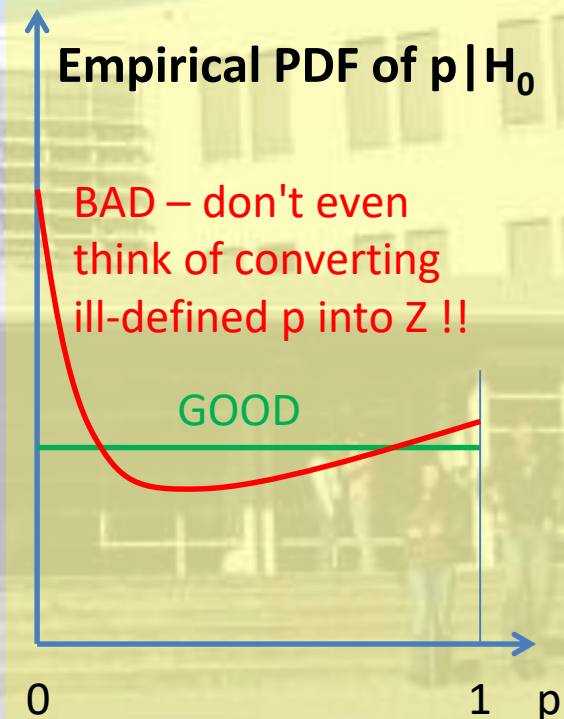 Empirical PDF of p|H₀
BAD – don't even
think of converting
ill-defined p into Z !!
GOOD
0 1 p